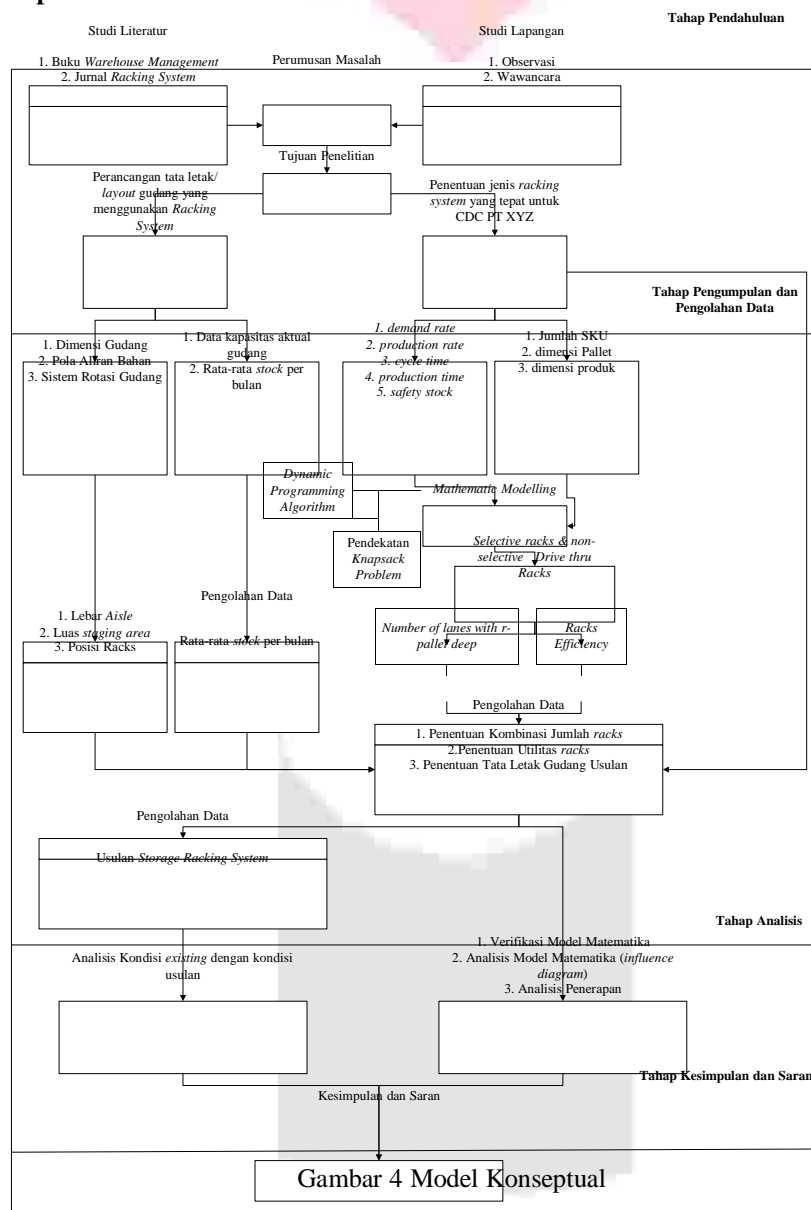 Tahap Pendahuluan
Studi Literatur
Studi Lapangan
1. Buku Warehouse Management
2. Jurnal Racking System
Perumusan Masalah
1. Observasi
2. Wawancara
Tujuan Penelitian
Perancangan tata letak/
layout gudang yang
menggunakan Racking
System
Penentuan jenis racking
system yang tepat untuk
CDC PT XYZ
Tahap Pengumpulan dan
Pengolahan Data
1. Dimensi Gudang
2. Pola Aliran Bahan
3. Sistem Rotasi Gudang
1. Data kapasitas aktual
gudang
2. Rata-rata stock per
bulan
1. demand rate
2. production rate
3. cycle time
4. production time
5. safety stock
1. Jumlah SKU
2. dimensi Pallet
3. dimensi produk
Dynamic
Programming
Algorithm
Mathematic Modelling
Pendekatan
Knapsack
Problem
Selective racks & non-
selective Drive thru
Racks
Pengolahan Data
1. Lebar Aisle
2. Luas staging area
3. Posisi Racks
Rata-rata stock per bulan
Number of lanes with r-
pallet deep
Racks
Efficiency
Pengolahan Data
1. Penentuan Kombinasi Jumlah racks
2.Penentuan Utilitas racks
3. Penentuan Tata Letak Gudang Usulan
Pengolahan Data
Usulan Storage Racking System
Tahap Analisis
Analisis Kondisi existing dengan kondisi
usulan
1. Verifikasi Model Matematika
2. Analisis Model Matematika (influence
diagram)
3. Analisis Penerapan
Tahap Kesimpulan dan Saran
Kesimpulan dan Saran
Gambar 4 Model Konseptual